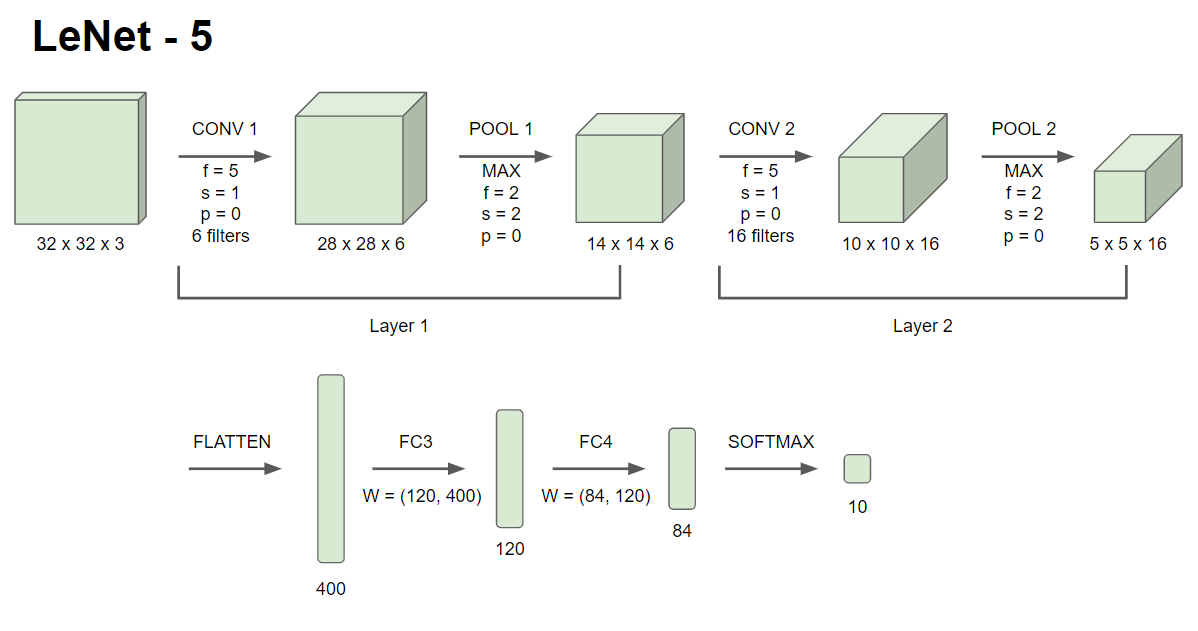 LeNet - 5
CONV 1
f = 5
s = 1
p = 0
6 filters
POOL 1
MAX
f = 2
s = 2
p = 0
CONV 2
f = 5
s = 1
p = 0
16 filters
POOL 2
MAX
f = 2
s = 2
p = 0
32 x 32 x 3
28 x 28 x 6
14 x 14 x 6
10 x 10 x 16
5 x 5 x 16
Layer 1
Layer 2
FLATTEN
400
FC3
W = (120, 400)
120
FC4
W = (84, 120)
84
SOFTMAX
10